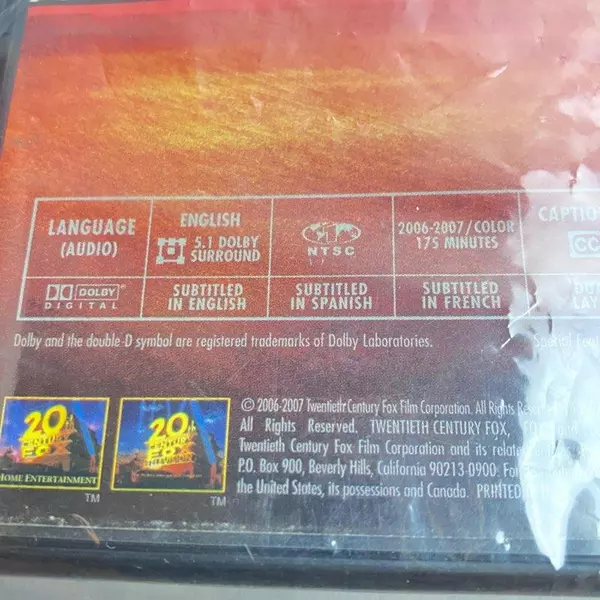 LANGUAGE
(AUDIO)
ENGLISH
5.1 DOLBY
SURROUND
NTSC
2006-2007/COLOR
175 MINUTES
CAPTIO
CC
DOLBY
DIGITAL
SUBTITLED
IN ENGLISH
SUBTITLED
IN SPANISH
SUBTITLED
IN FRENCH
LAY
Dolby and the double-D symbol are registered trademarks of Dolby Laboratories.
20
CENTURY
FOX
HOME ENTERTAINMENT
TM
20
CENTURY
FOX
TM
© 2006-2007 Twentieth Century Fox Film Corporation. All Rights
All Rights Reserved. TWENTIETH CENTURY FOX,
Twentieth Century Fox Film Corporation and its
P.O. Box 900, Beverly Hills, California 90213-0900.
the United States, its possessions and Canada. PRINTED